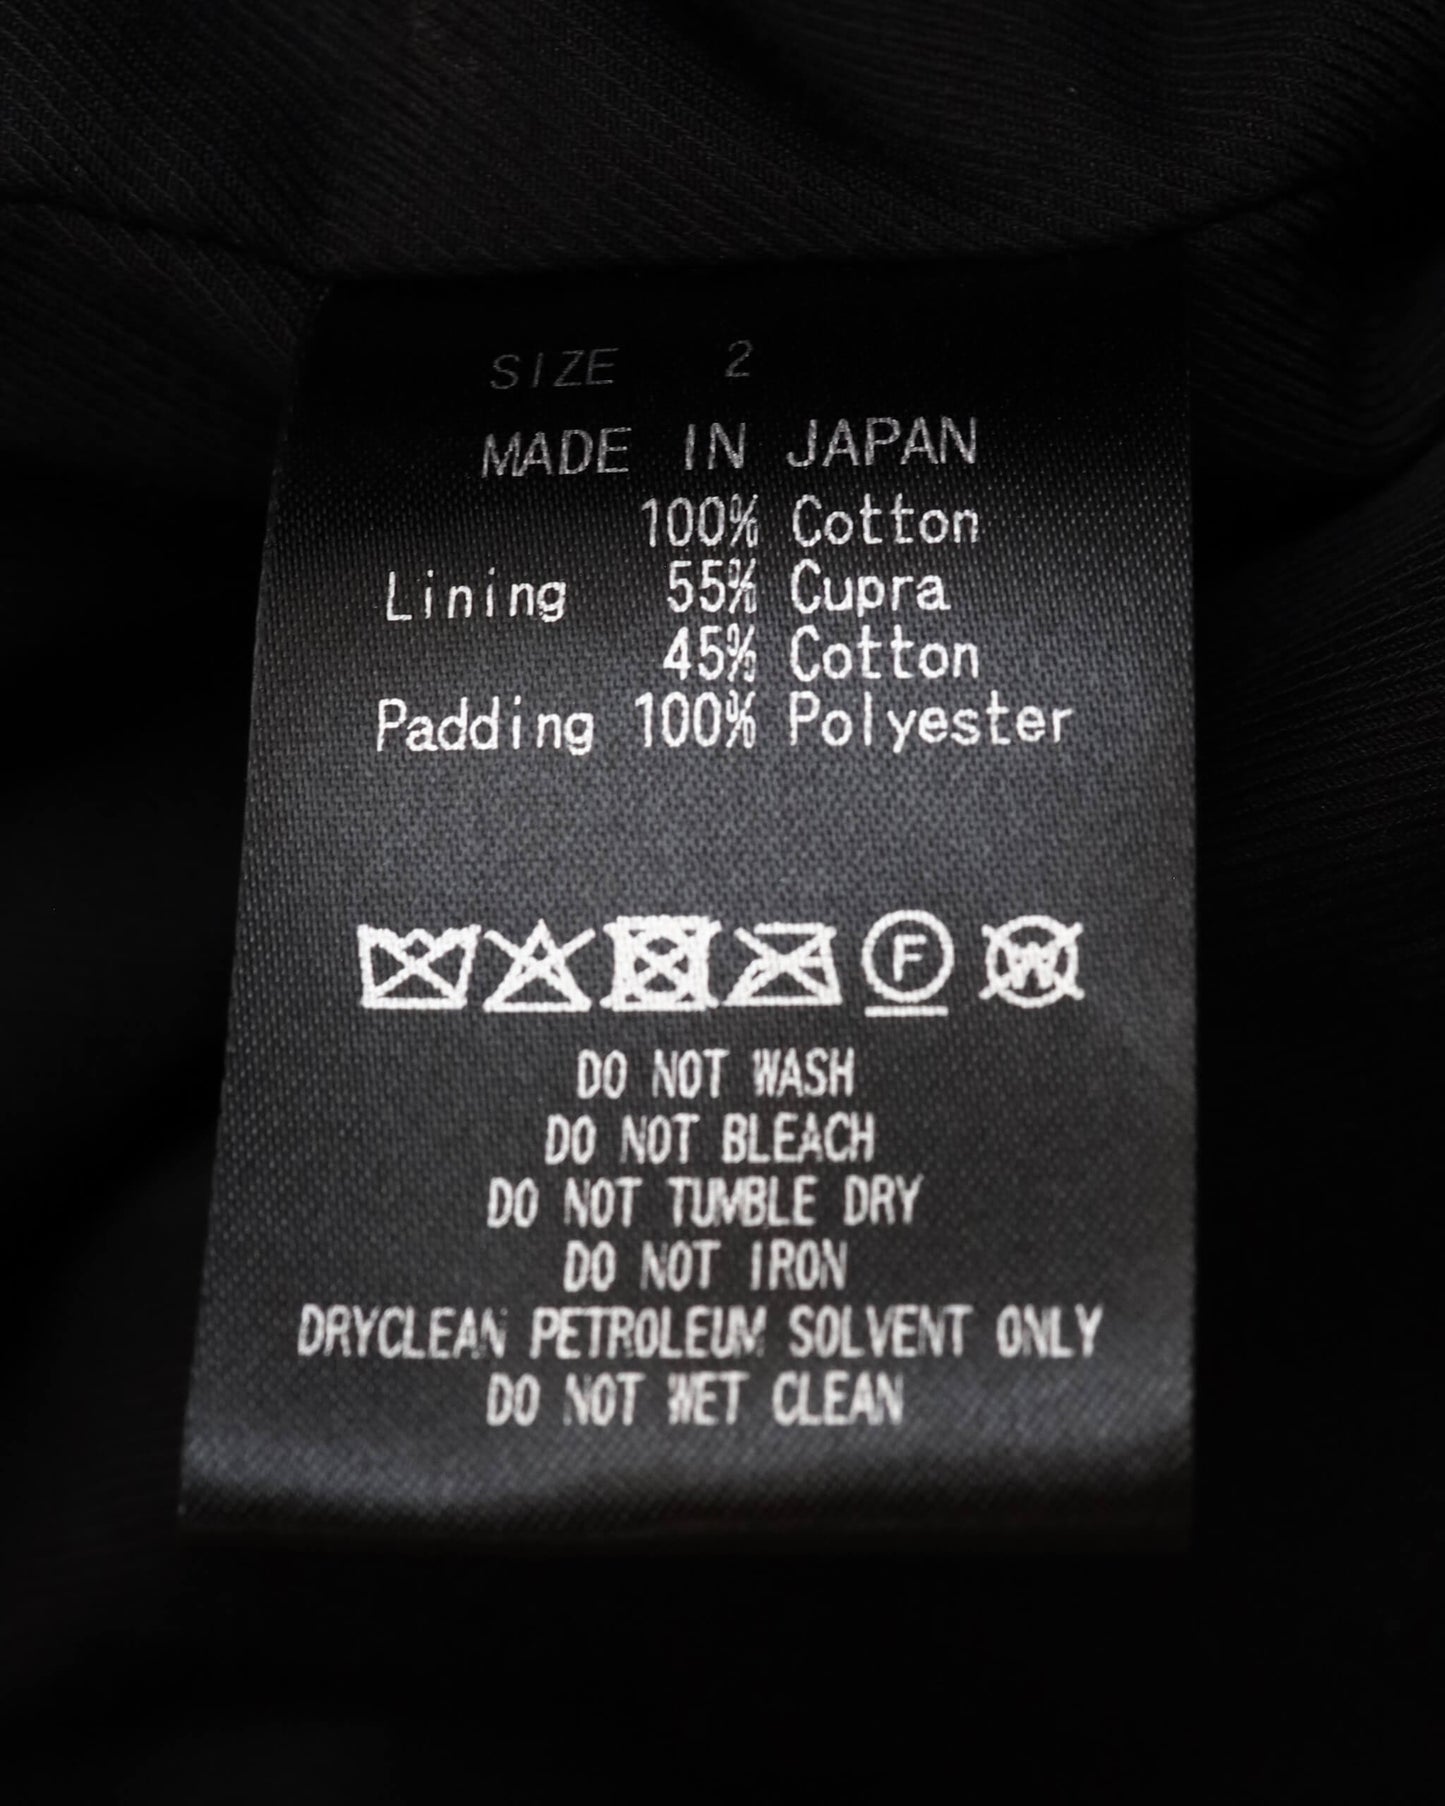 SIZE 2
MADE IN JAPAN
100% Cotton
Lining 55% Cupra
45% Cotton
Padding 100% Polyester
F W
DO NOT WASH
DO NOT BLEACH
DO NOT TUMBLE DRY
DO NOT IRON
DRYCLEAN PETROLEUM SOLVENT ONLY
DO NOT WET CLEAN